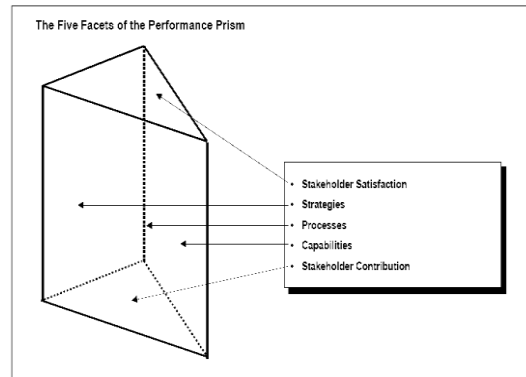 The Five Facets of the Performance Prism
• Stakeholder Satisfaction
• Strategies
• Processes
• Capabilities
• Stakeholder Contribution